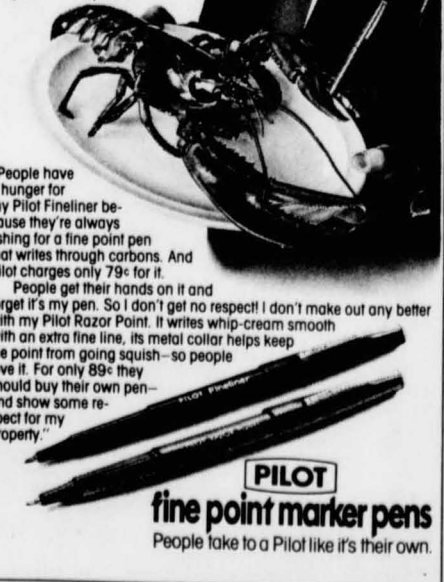 People have
hunger for
y Pilot Fineliner be-
ause they're always
shing for a fine point pen
at writes through carbons. And
ilot charges only 79¢ for it.
People get their hands on it and
rget it's my pen. So I don't get no respect! I don't make out any better
ith my Pilot Razor Point. It writes whip-cream smooth
ith an extra fine line, its metal collar helps keep
e point from going squish—so people
ve it. For only 89¢ they
hould buy their own pen—
nd show some re-
pect for my
operty."
PILOT Fineliner
PILOT
fine point marker pens
People take to a Pilot like it's their own.